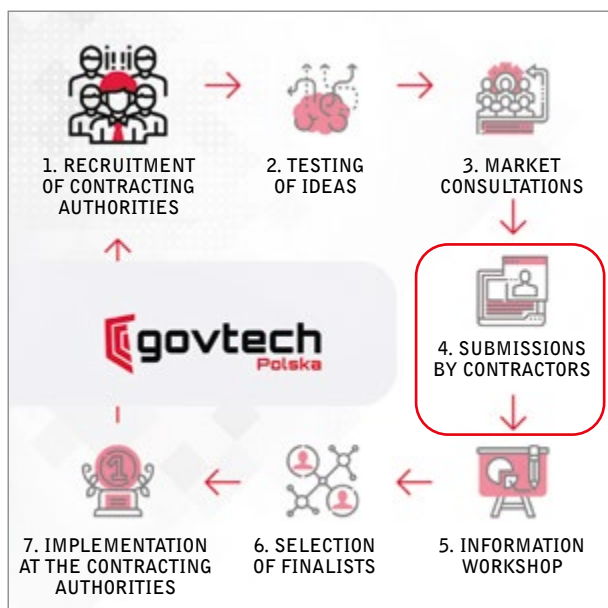 1. RECRUITMENT
OF CONTRACTING
AUTHORITIES
2. TESTING
OF IDEAS
3. MARKET
CONSULTATIONS
4. SUBMISSIONS
BY CONTRACTORS
govtech
Polska
7. IMPLEMENTATION
AT THE CONTRACTING
AUTHORITIES
6. SELECTION
OF FINALISTS
5. INFORMATION
WORKSHOP
1